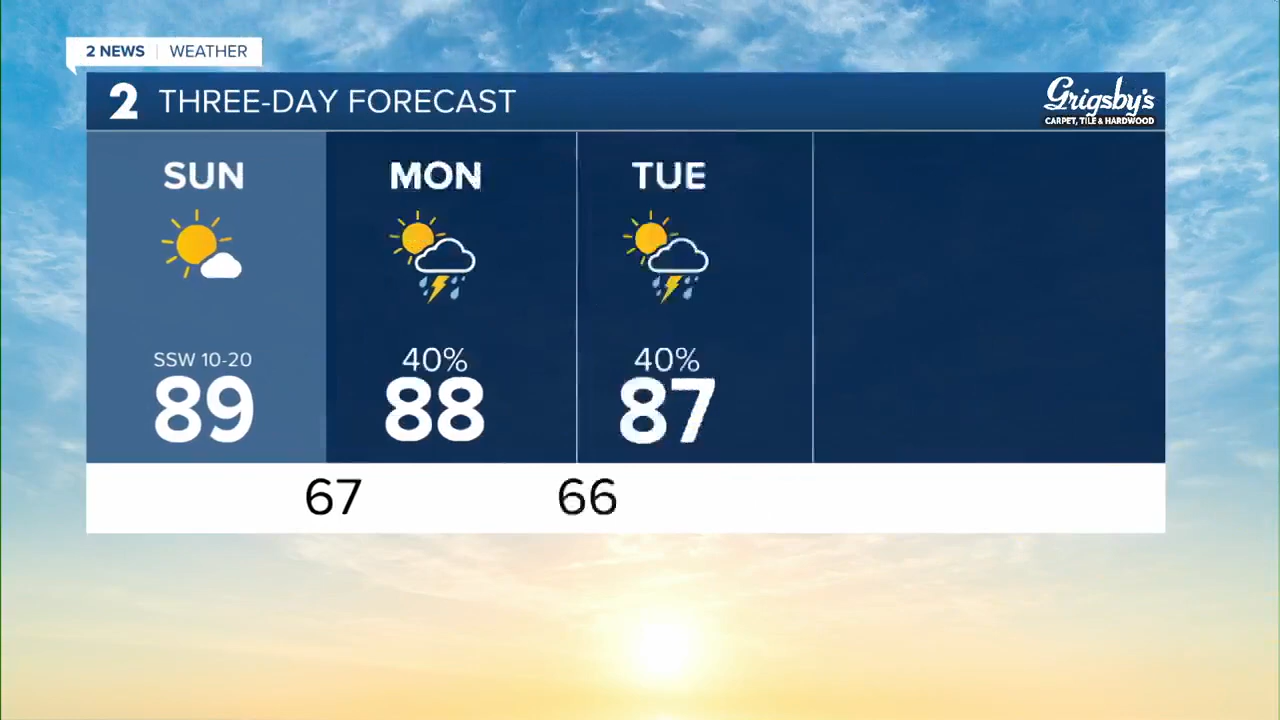 2 NEWS | WEATHER
2 THREE-DAY FORECAST
Grigsby's
CARPET, TILE & HARDWOOD
SUN MON TUE
SSW 10-20 40% 40%
89 88 87
67 66